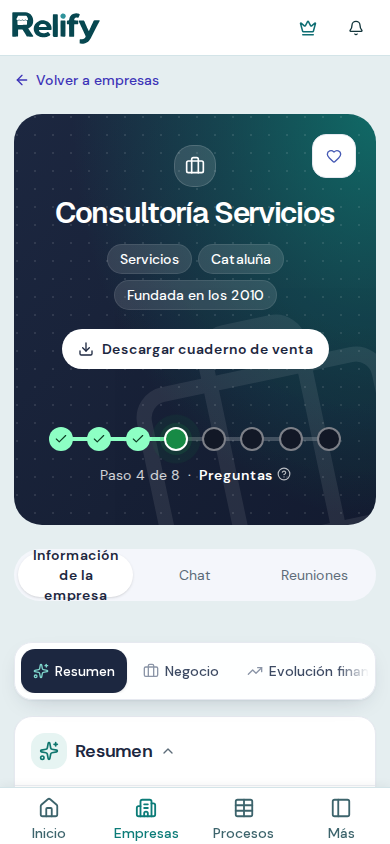 Relify
Volver a empresas
Consultoría Servicios
Servicios
Cataluña
Fundada en los 2010
Descargar cuaderno de venta
Paso 4 de 8 · Preguntas
Información
de la
empresa
Chat
Reuniones
Resumen
Negocio
Evolución finan
Resumen
Inicio
Empresas
Procesos
Más